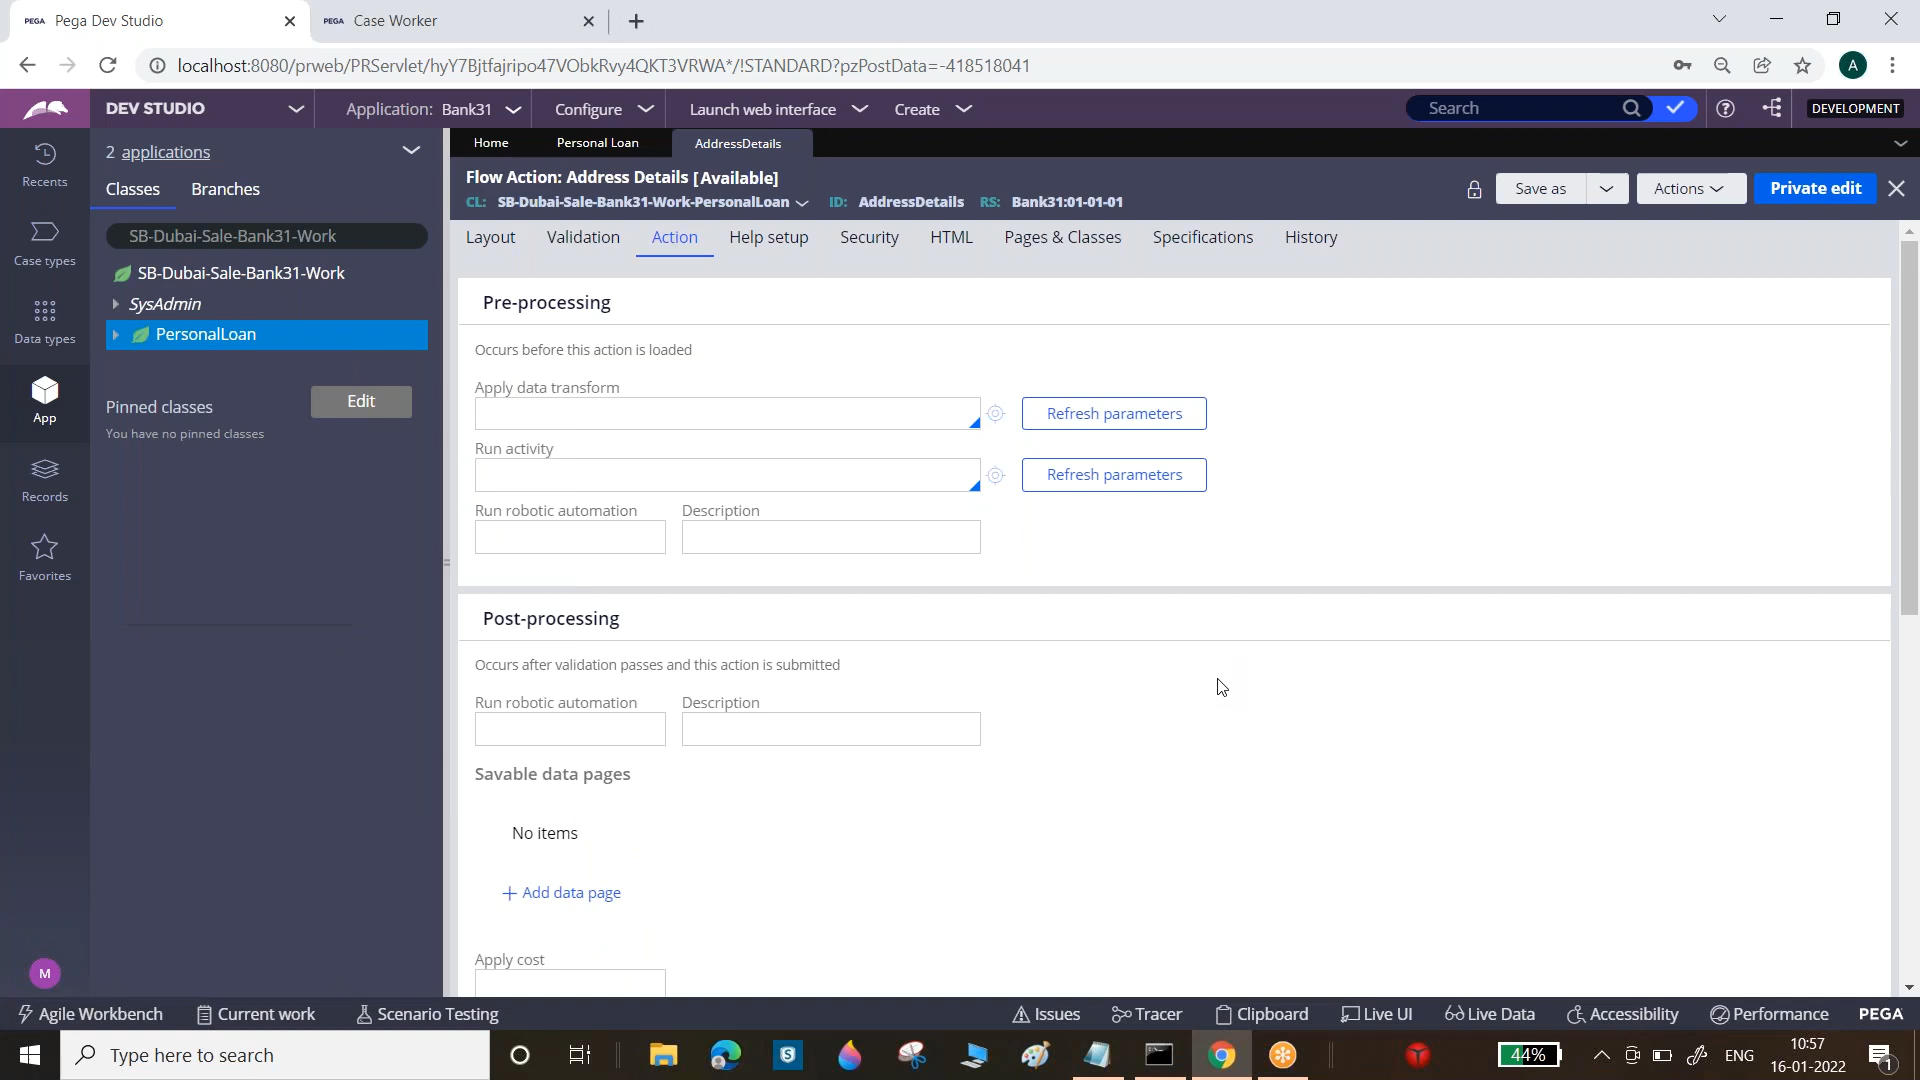 PEGA Pega Dev Studio
PEGA Case Worker
localhost:8080/prweb/PRServlet/hyY7Bjtfajripo47VObkRvy4QKT3VRWA*/!STANDARD?pzPostData=-418518041
A
DEV STUDIO
Application: Bank31
Configure
Launch web interface
Create
Search
DEVELOPMENT
Recents
Case types
Data types
App
Records
Favorites
M
2 applications
Classes
Branches
SB-Dubai-Sale-Bank31-Work
SB-Dubai-Sale-Bank31-Work
SysAdmin
PersonalLoan
Pinned classes
Edit
You have no pinned classes
Home
Personal Loan
AddressDetails
Flow Action: Address Details [Available]
CL: SB-Dubai-Sale-Bank31-Work-PersonalLoan ID: AddressDetails RS: Bank31:01-01-01
Save as
Actions
Private edit
Layout
Validation
Action
Help setup
Security
HTML
Pages & Classes
Specifications
History
Pre-processing
Occurs before this action is loaded
Apply data transform
Refresh parameters
Run activity
Refresh parameters
Run robotic automation
Description
Post-processing
Occurs after validation passes and this action is submitted
Run robotic automation
Description
Savable data pages
No items
+ Add data page
Apply cost
Agile Workbench
Current work
Scenario Testing
Issues
Tracer
Clipboard
Live UI
Live Data
Accessibility
Performance
PEGA
Type here to search
S
44%
ENG
10:57
16-01-2022
1